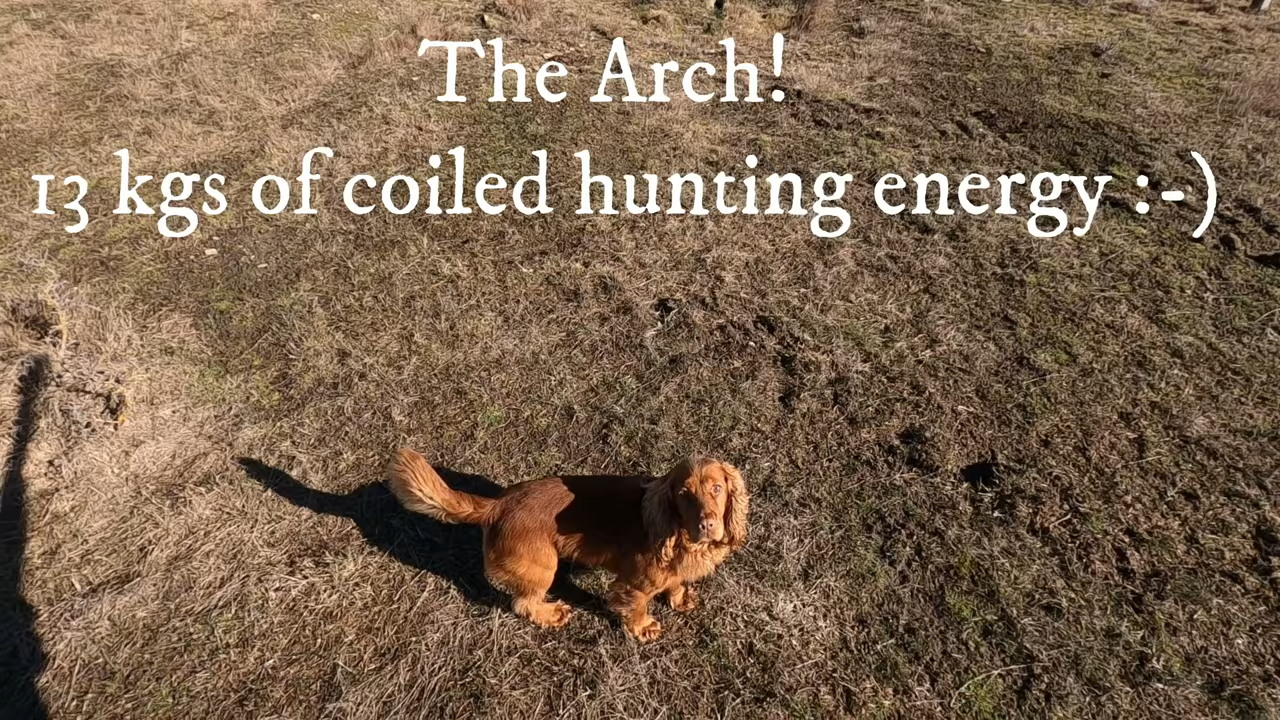 The Arch!
13 kgs of coiled hunting energy :-)